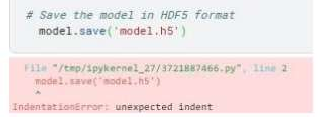 # Save the model in HDF5 format
model.save('model.h5')
File "/tmp/ipykernel_27/3721887466.py", line 2
model.save('model.h5')
^
IndentationError: unexpected indent